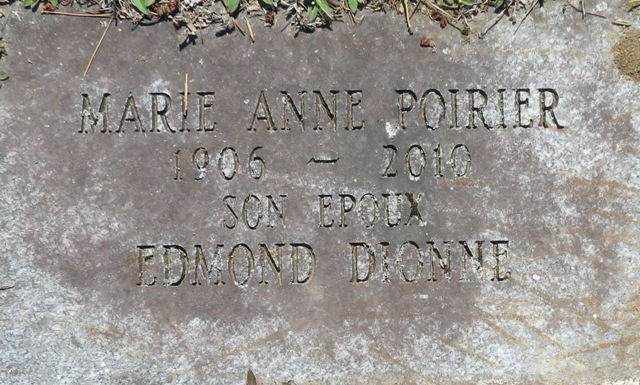 MARIE ANNE POIRIER
1906 ~ 2010
SON EPOUX
EDMOND DIONNE